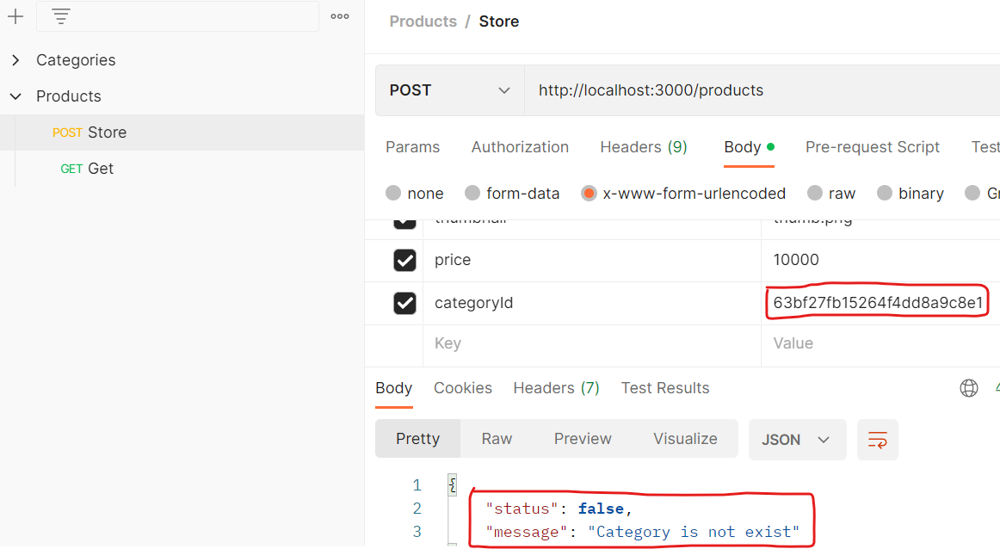 Products / Store
Categories
Products
POST Store
GET Get
POST
http://localhost:3000/products
Params Authorization Headers (9) Body Pre-request Script
none form-data x-www-form-urlencoded raw binary
thumbnail thumb.png
price 10000
categoryId 63bf27fb15264f4dd8a9c8e1
Key Value
Body Cookies Headers (7) Test Results
Pretty Raw Preview Visualize JSON
1 {
2 "status": false,
3 "message": "Category is not exist"